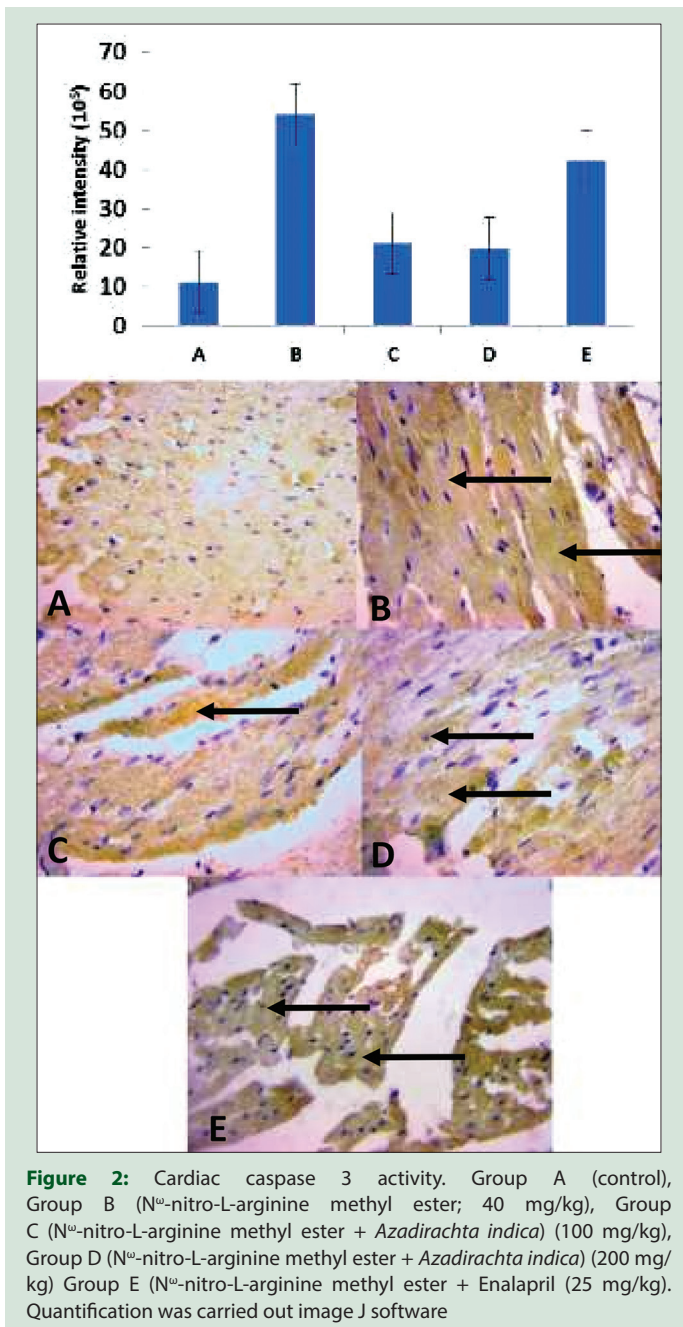 70
60
50
40
30
20
10
0
Relative intensity (10⁵)
A B C D E
A
B
C
D
E
Figure 2: Cardiac caspase 3 activity. Group A (control),
Group B (Nω-nitro-L-arginine methyl ester; 40 mg/kg), Group
C (Nω-nitro-L-arginine methyl ester + Azadirachta indica) (100 mg/kg),
Group D (Nω-nitro-L-arginine methyl ester + Azadirachta indica) (200 mg/
kg) Group E (Nω-nitro-L-arginine methyl ester + Enalapril (25 mg/kg).
Quantification was carried out image J software